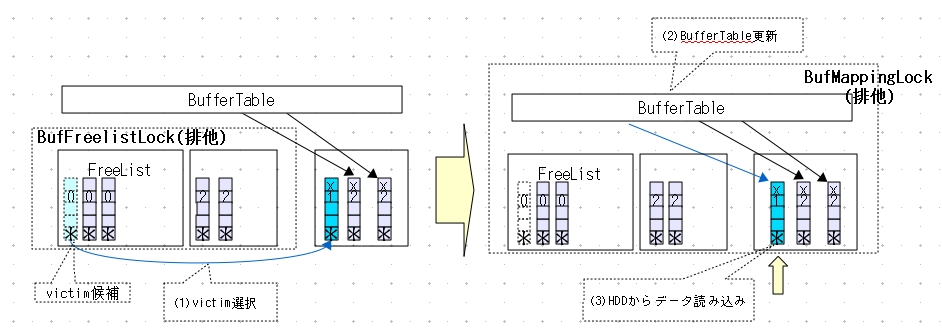 (2)BufferTable更新
BufMappingLock
(排他)
BufferTable
BufferTable
BufFreelistLock(排他)
FreeList
0 0 0
2 2
x x x
1 2 2
* * *
* *
* * *
FreeList
0 0 0
2 2
x x x
1 2 2
* * *
* *
* * *
victim候補
(1)victim選択
(3)HDDからデータ読み込み